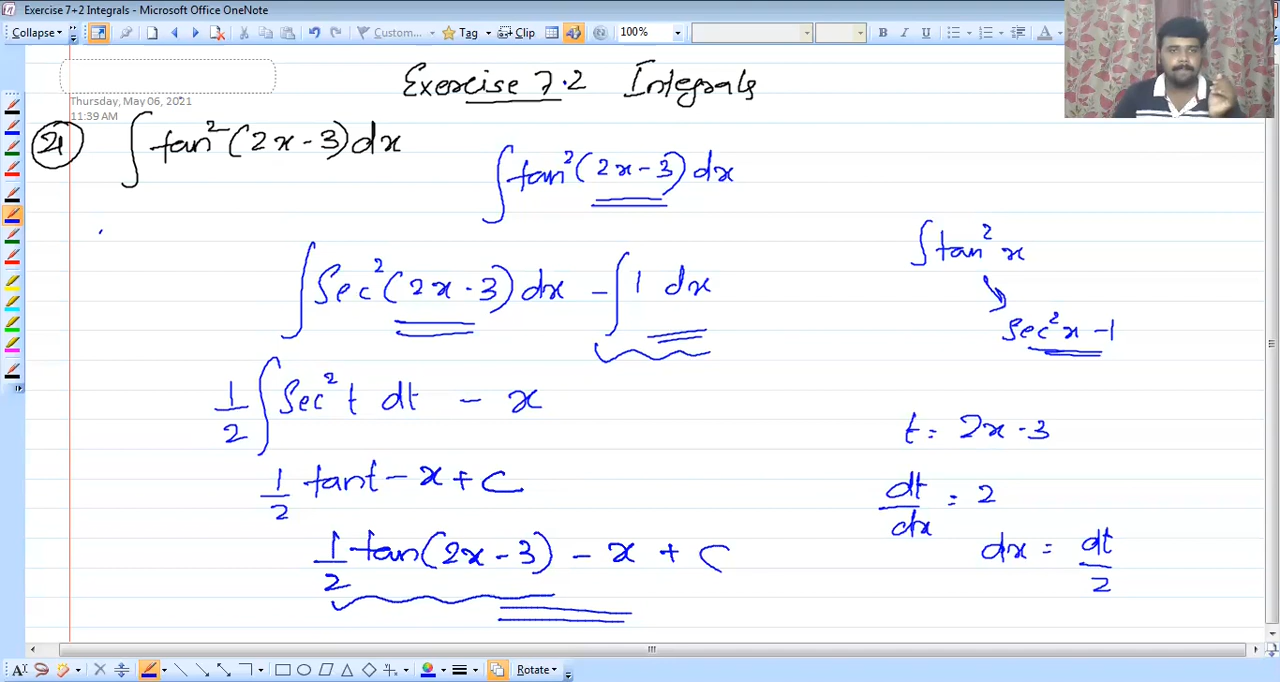 Exercise 7+2 Integrals - Microsoft Office OneNote
Collapse
Custom...
Tag
Clip
100%
B I U
A
Exercise 7.2 Integrals
Thursday, May 06, 2021
11:39 AM
21 ∫ tan² (2x - 3) dx
∫ tan² (2x - 3) dx
∫ Sec² (2x - 3) dx - ∫ 1 dx
1/2 ∫ Sec² t dt - x
1/2 tan t - x + C
1/2 tan (2x - 3) - x + C
∫ tan² x
Sec² x - 1
t = 2x - 3
dt/dx = 2
dx = dt/2
Rotate